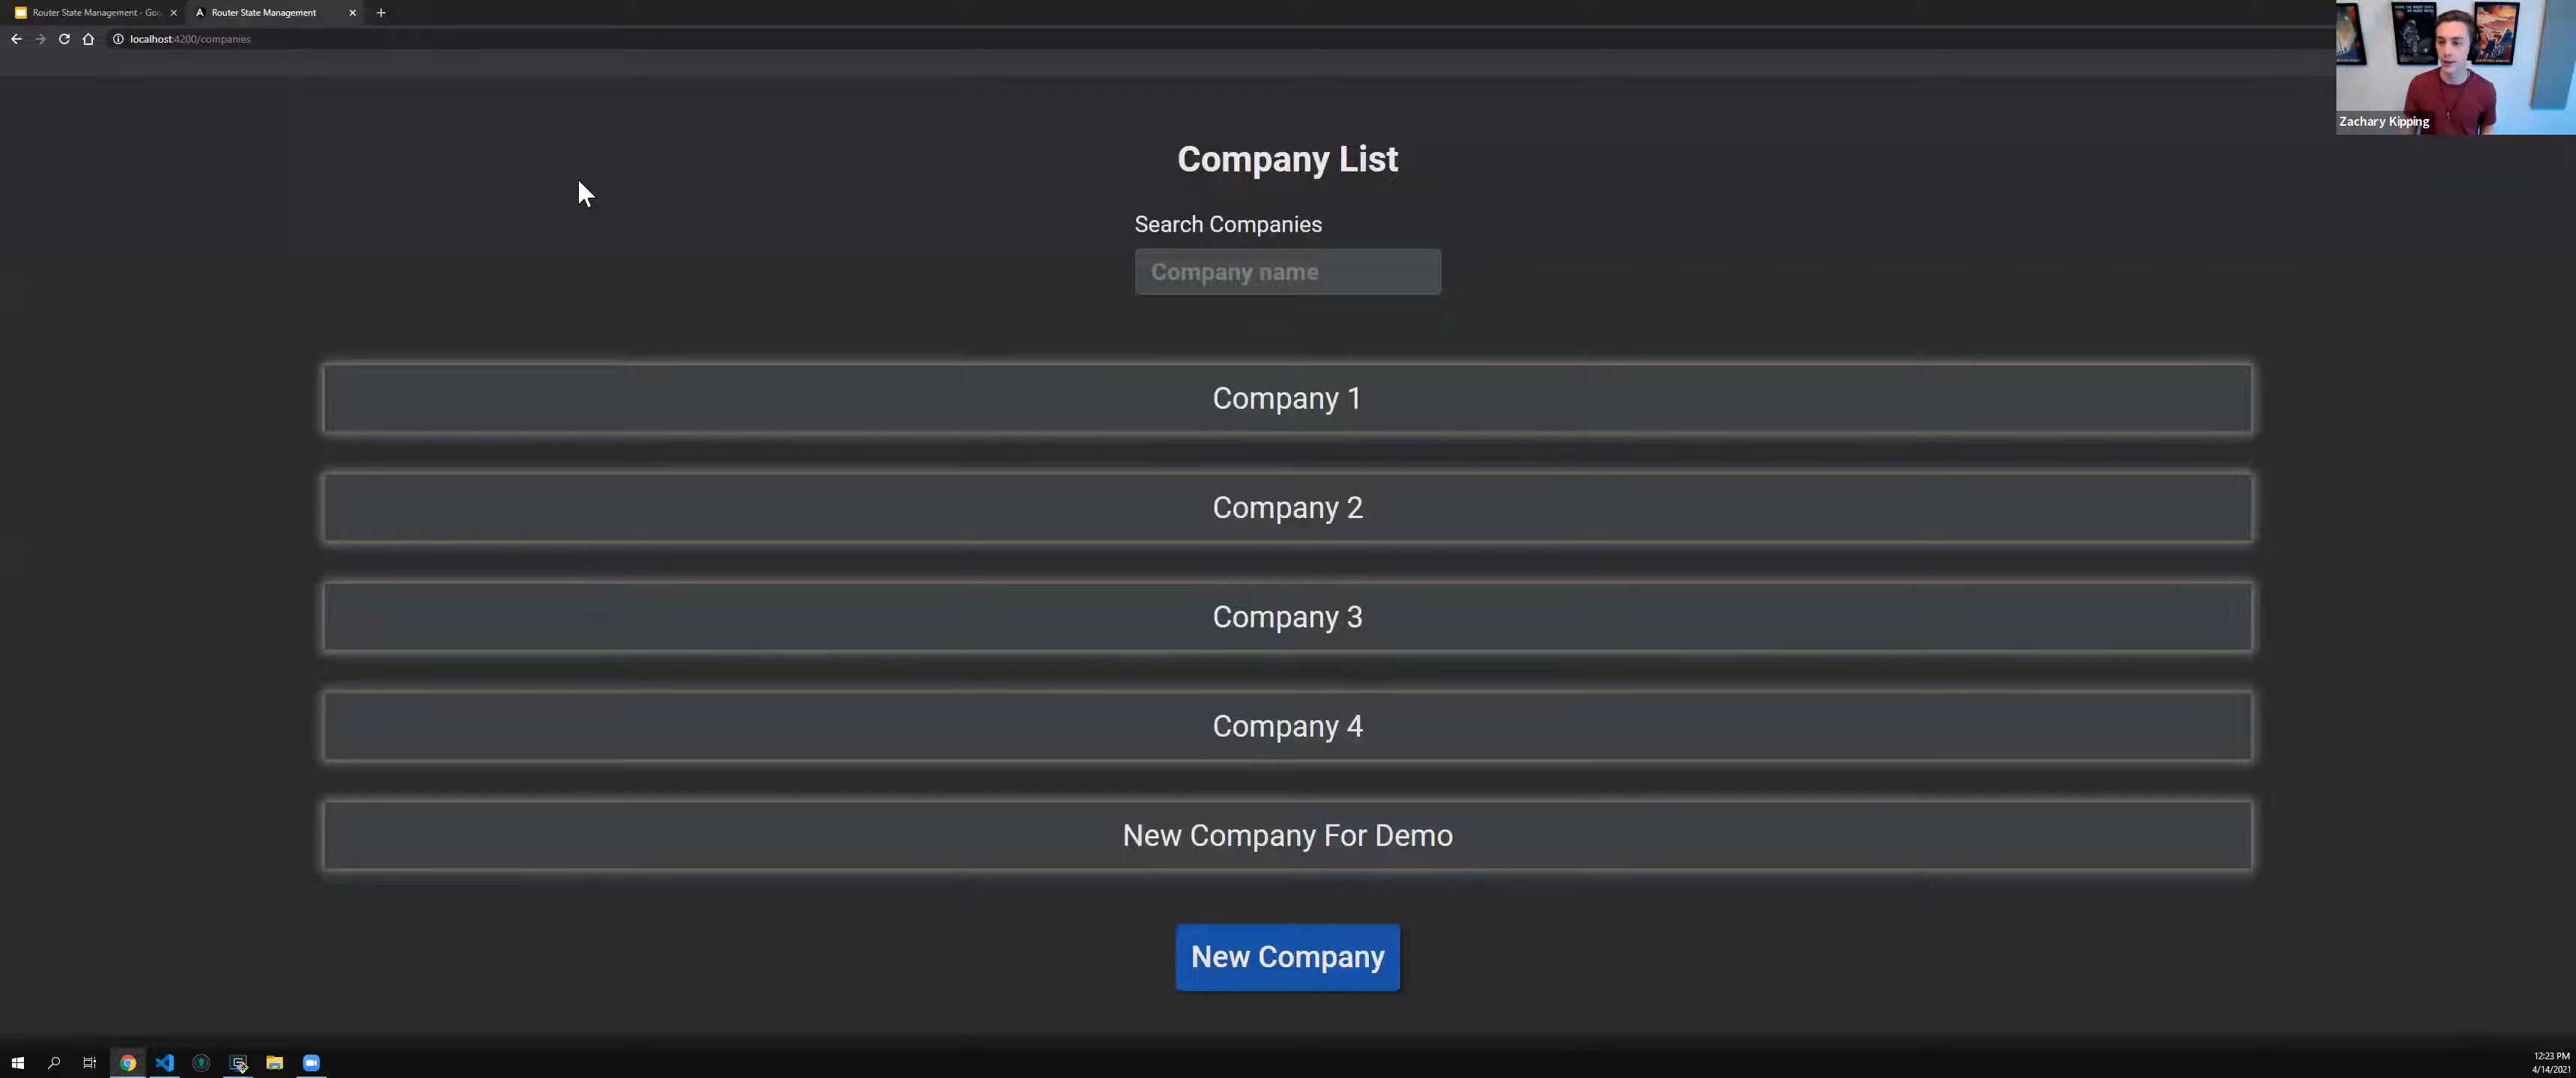 Router State Management - Goo
Router State Management
localhost:4200/companies
Zachary Kipping
Company List
Search Companies
Company name
Company 1
Company 2
Company 3
Company 4
New Company For Demo
New Company
12:23 PM
4/14/2021